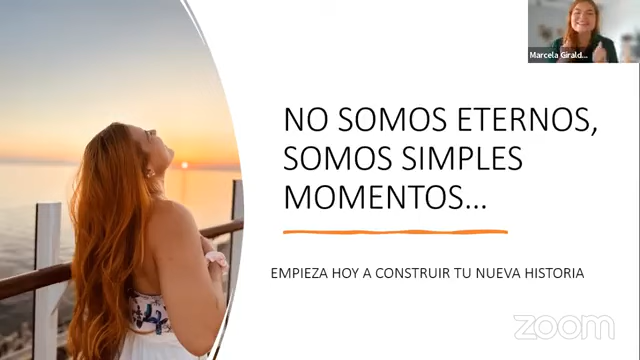 Marcela Girald...
NO SOMOS ETERNOS,
SOMOS SIMPLES
MOMENTOS...
EMPIEZA HOY A CONSTRUIR TU NUEVA HISTORIA
zoom